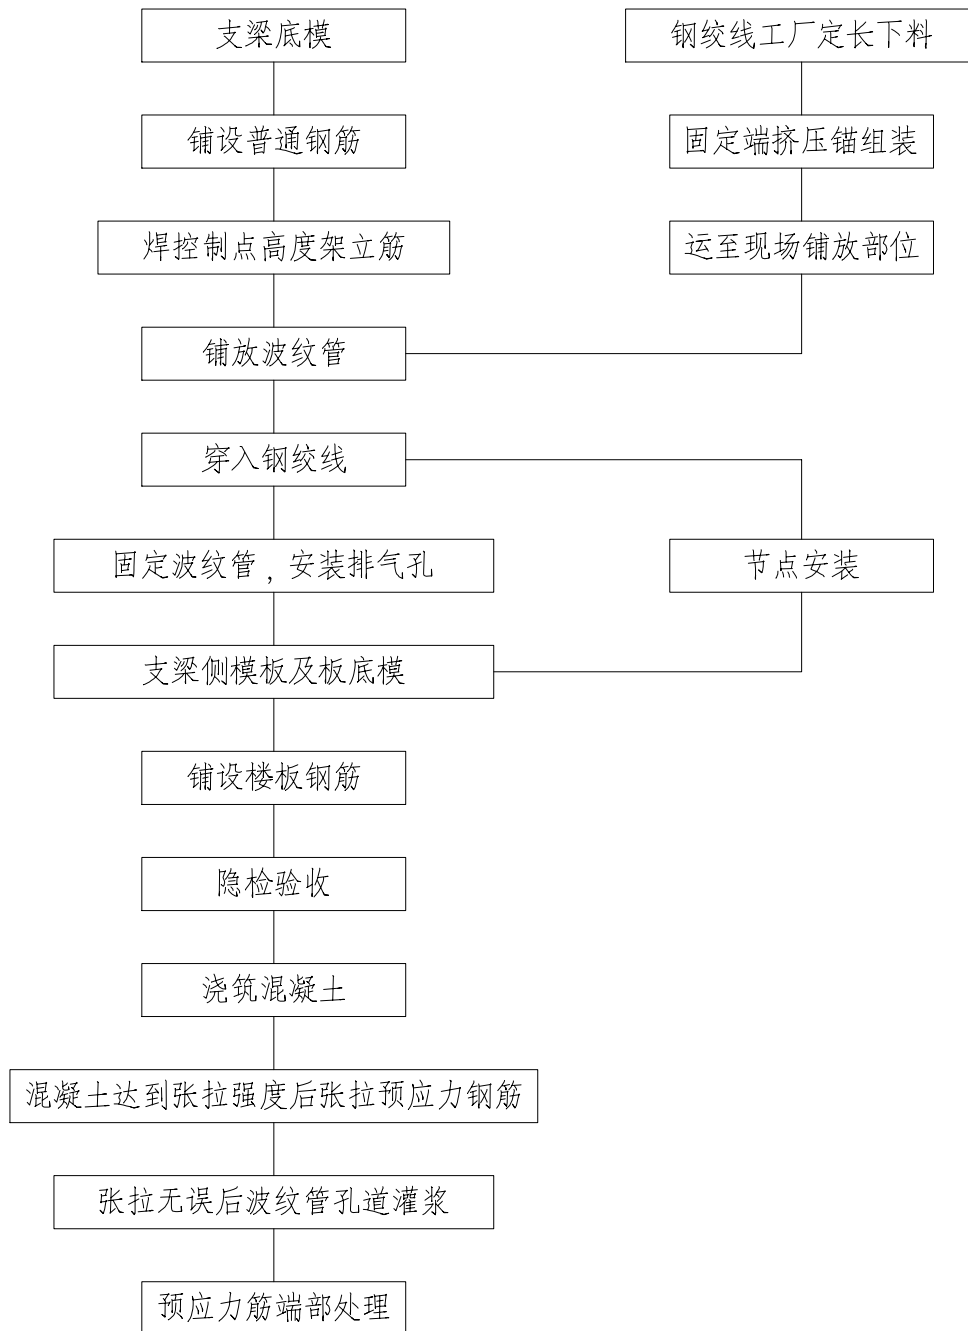 支梁底模
钢绞线工厂定长下料
铺设普通钢筋
固定端挤压锚组装
焊控制点高度架立筋
运至现场铺放部位
铺放波纹管
穿入钢绞线
固定波纹管，安装排气孔
节点安装
支梁侧模板及板底模
铺设楼板钢筋
隐检验收
浇筑混凝土
混凝土达到张拉强度后张拉预应力钢筋
张拉无误后波纹管孔道灌浆
预应力筋端部处理